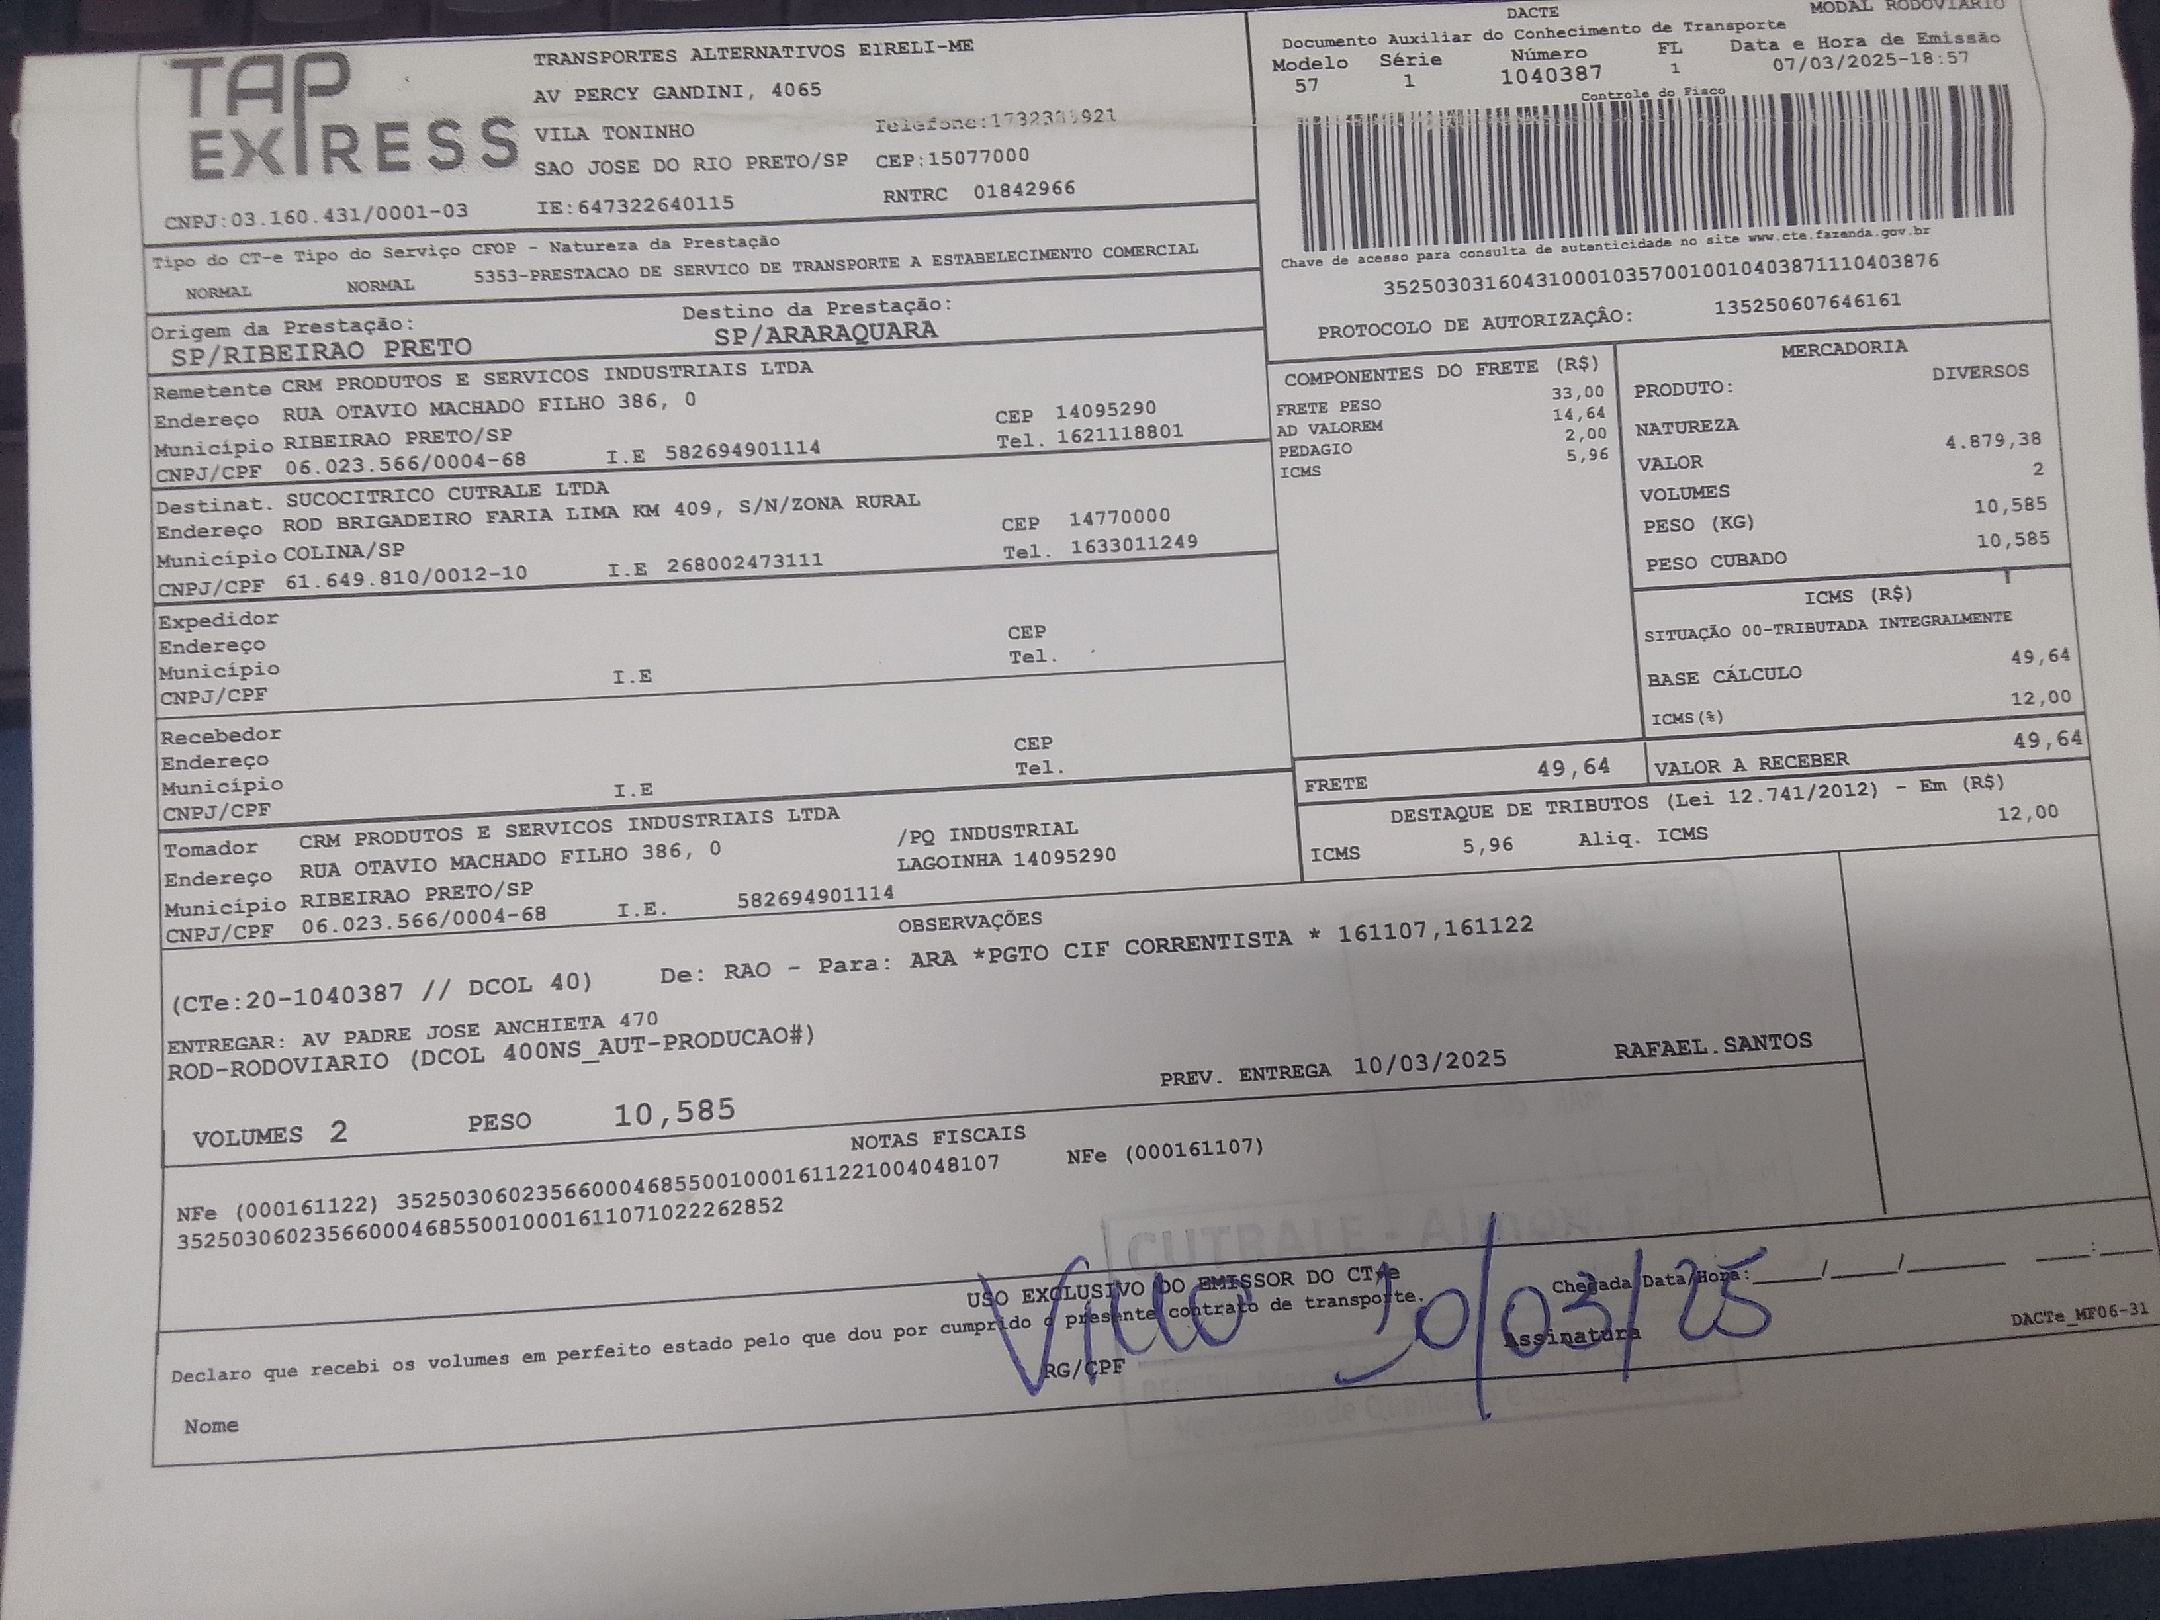 TAP EXPRESS
TRANSPORTES ALTERNATIVOS E1RELI-ME
AV PERCY GANDINI, 4065
VILA TONINHO
SAO JOSE DO RIO PRETO/SP CEP:15077000
CNPJ:03.160.431/0001-03 IE:647322640115 RNTRC 01842966
DACTE MODAL RODOVIARIO
Documento Auxiliar do Conhecimento de Transporte
Modelo Série Número FL Data e Hora de Emissão
57 1 1040387 1 07/03/2025-18:57
Controle do Fisco
Chave de acesso para consulta de autenticidade no site www.cte.fazenda.gov.br
35250303160431000103570010010403871110403876
PROTOCOLO DE AUTORIZAÇÂO: 135250607646161
Tipo do CT-e Tipo do Serviço CFOP - Natureza da Prestação
NORMAL NORMAL 5353-PRESTACAO DE SERVICO DE TRANSPORTE A ESTABELECIMENTO COMERCIAL
Origem da Prestação: Destino da Prestação:
SP/RIBEIRAO PRETO SP/ARARAQUARA
Remetente CRM PRODUTOS E SERVICOS INDUSTRIAIS LTDA
Endereço RUA OTAVIO MACHADO FILHO 386, 0 CEP 14095290
Município RIBEIRAO PRETO/SP Tel. 1621118801
CNPJ/CPF 06.023.566/0004-68 I.E 582694901114
Destinat. SUCOCITRICO CUTRALE LTDA
Endereço ROD BRIGADEIRO FARIA LIMA KM 409, S/N/ZONA RURAL CEP 14770000
Município COLINA/SP Tel. 1633011249
CNPJ/CPF 61.649.810/0012-10 I.E 268002473111
Expedidor
Endereço CEP
Município Tel.
CNPJ/CPF I.E
Recebedor
Endereço CEP
Município Tel.
CNPJ/CPF I.E
Tomador CRM PRODUTOS E SERVICOS INDUSTRIAIS LTDA
Endereço RUA OTAVIO MACHADO FILHO 386, 0 /PQ INDUSTRIAL
Município RIBEIRAO PRETO/SP LAGOINHA 14095290
CNPJ/CPF 06.023.566/0004-68 I.E. 582694901114
COMPONENTES DO FRETE (R$)
FRETE PESO 33,00
AD VALOREM 14,64
PEDAGIO 2,00
ICMS 5,96
MERCADORIA
PRODUTO: DIVERSOS
NATUREZA
VALOR 4.879,38
VOLUMES 2
PESO (KG) 10,585
PESO CUBADO 10,585
ICMS (R$)
SITUAÇÃO 00-TRIBUTADA INTEGRALMENTE
BASE CÁLCULO 49,64
ICMS(%) 12,00
FRETE 49,64 VALOR A RECEBER 49,64
DESTAQUE DE TRIBUTOS (Lei 12.741/2012) - Em (R$)
ICMS 5,96 Aliq. ICMS 12,00
OBSERVAÇÕES
(CTe:20-1040387 // DCOL 40) De: RAO - Para: ARA *PGTO CIF CORRENTISTA * 161107,161122
ENTREGAR: AV PADRE JOSE ANCHIETA 470
ROD-RODOVIARIO (DCOL 400NS_AUT-PRODUCAO#)
VOLUMES 2 PESO 10,585 PREV. ENTREGA 10/03/2025 RAFAEL.SANTOS
NOTAS FISCAIS
NFe (000161122) 35250306023566000468550010001611221004048107 NFe (000161107)
35250306023566000468550010001611071022262852
CUTRALE - Almox.
USO EXCLUSIVO DO EMISSOR DO CT-e
Declaro que recebi os volumes em perfeito estado pelo que dou por cumprido o presente contrato de transporte.
Chegada Data/Hora:____/____/______ ___:___
10/03/25
Nome RG/CPF Assinatura
DACTe_MF06-31